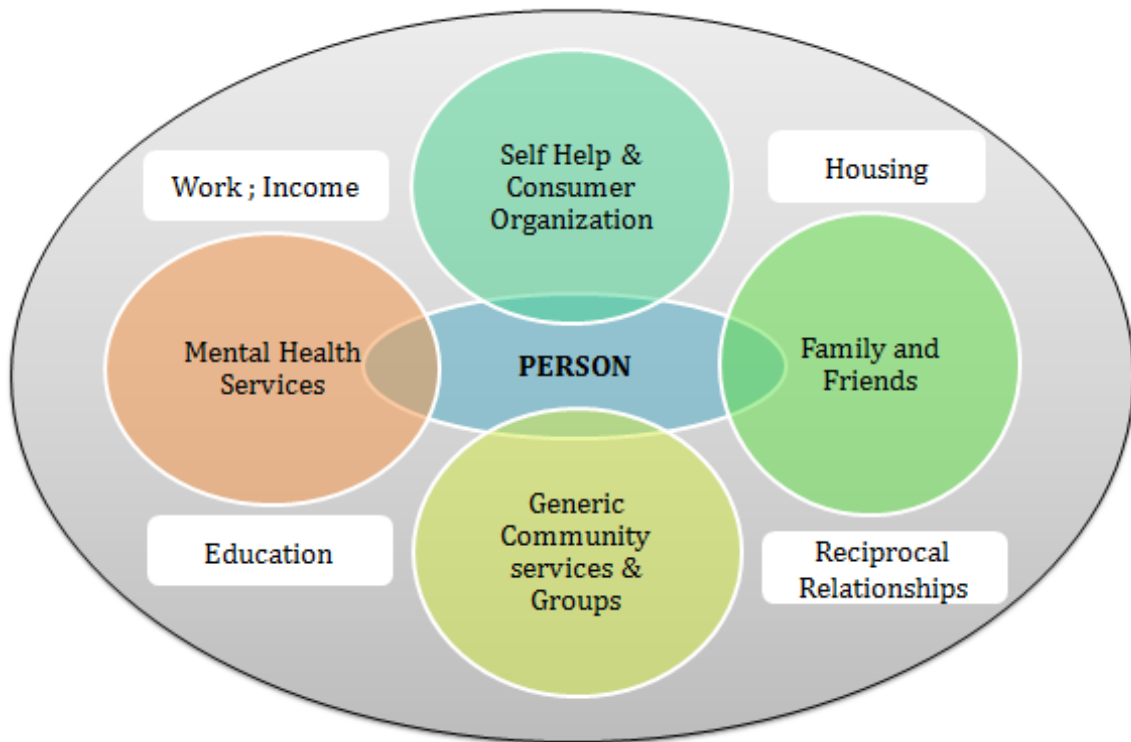 Self Help &
Consumer
Organization
Work ; Income
Housing
Mental Health
Services
PERSON
Family and
Friends
Generic
Community
services &
Groups
Education
Reciprocal
Relationships